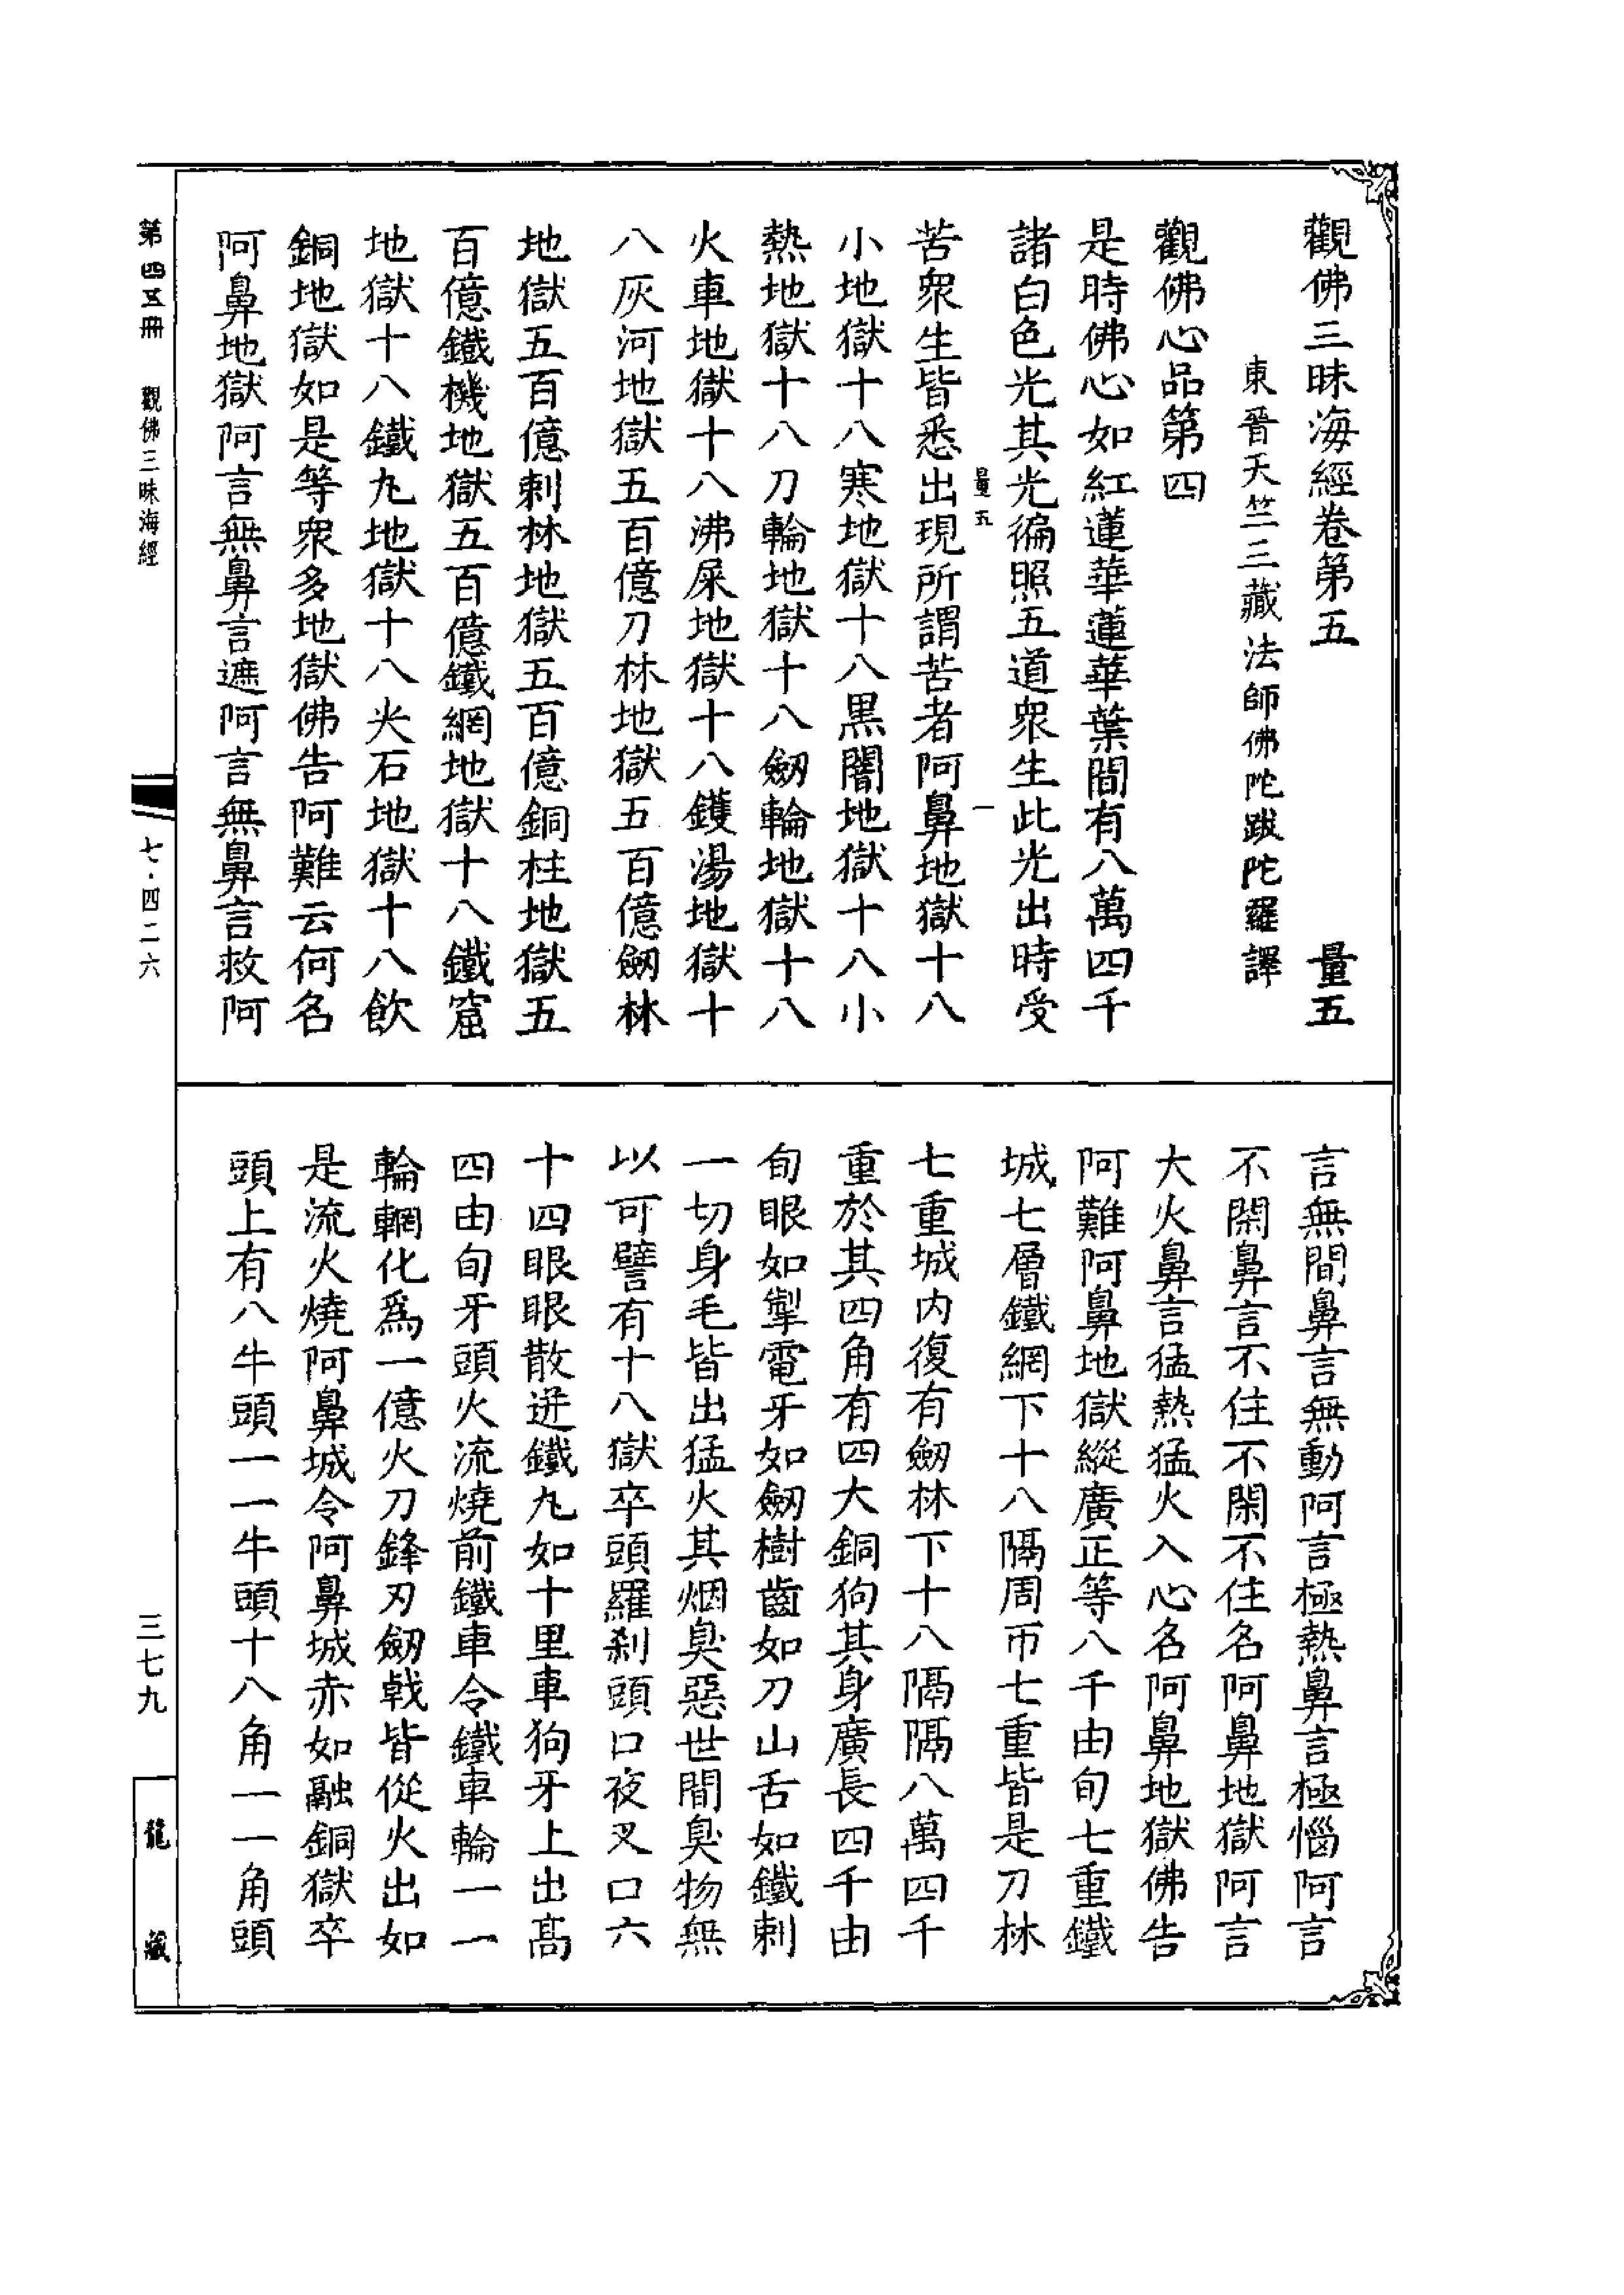 觀佛三昧海經卷第五 量五
東晉天竺三藏法師佛陀跋陀羅譯
觀佛心品第四
是時佛心如紅蓮華蓮華葉間有八萬四千
諸白色光其光徧照五道衆生此光出時受
量五 一
苦衆生皆悉出現所謂苦者阿鼻地獄十八
小地獄十八寒地獄十八黑闇地獄十八小
熱地獄十八刀輪地獄十八劒輪地獄十八
火車地獄十八沸屎地獄十八鑊湯地獄十
八灰河地獄五百億刀林地獄五百億劒林
地獄五百億刺林地獄五百億銅柱地獄五
百億鐵機地獄五百億鐵網地獄十八鐵窟
地獄十八鐵丸地獄十八尖石地獄十八飲
銅地獄如是等衆多地獄佛告阿難云何名
阿鼻地獄阿言無鼻言遮阿言無鼻言救阿
言無間鼻言無動阿言極熱鼻言極惱阿言
不閑鼻言不住不閑不住名阿鼻地獄阿言
大火鼻言猛熱猛火入心名阿鼻地獄佛告
阿難阿鼻地獄縱廣正等八千由旬七重鐵
城七層鐵網下十八隔周帀七重皆是刀林
七重城内復有劒林下十八隔隔八萬四千
重於其四角有四大銅狗其身廣長四千由
旬眼如掣電牙如劒樹齒如刀山舌如鐵刺
一切身毛皆出猛火其烟臭惡世間臭物無
以可譬有十八獄卒頭羅刹頭口夜叉口六
十四眼眼散迸鐵丸如十里車狗牙上出高
四由旬牙頭火流燒前鐵車令鐵車輪一一
輪輞化爲一億火刀鋒刃劒戟皆從火出如
是流火燒阿鼻城令阿鼻城赤如融銅獄卒
頭上有八牛頭一一牛頭十八角一一角頭
第四五冊 觀佛三昧海經
七·四二六
三七九
龍藏